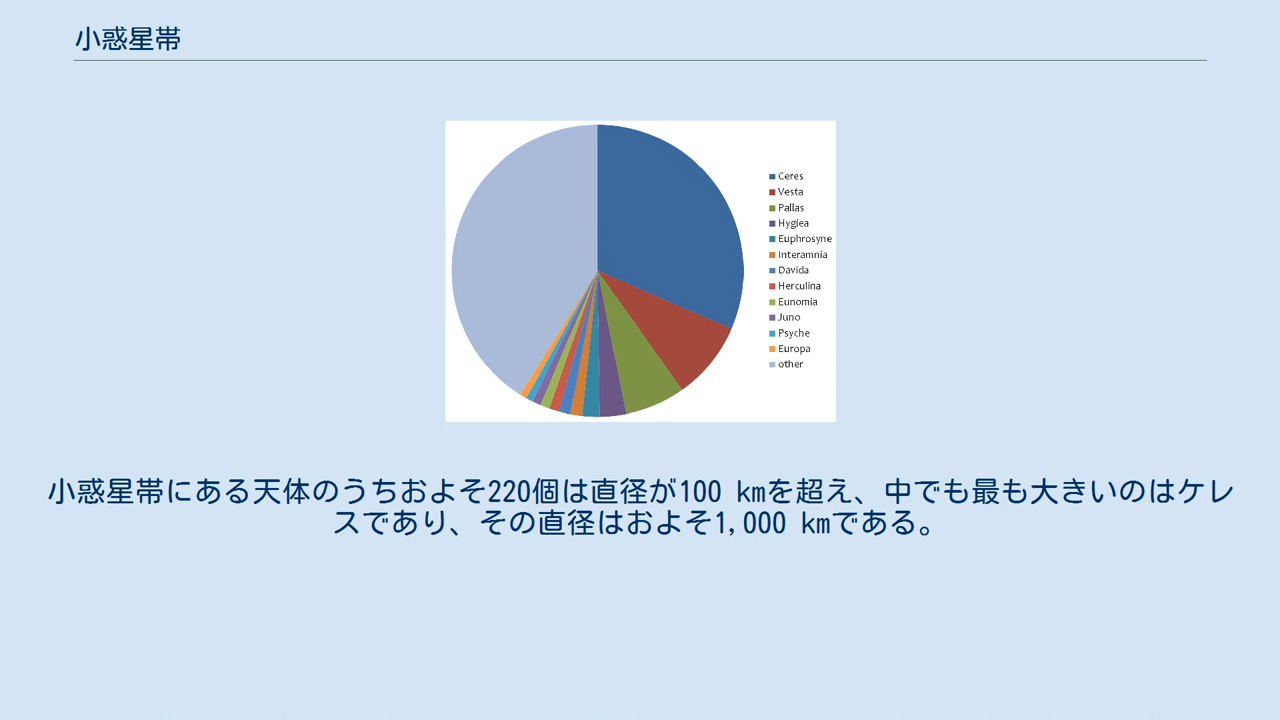 小惑星帯
Ceres
Vesta
Pallas
Hygiea
Euphrosyne
Interamnia
Davida
Herculina
Eunomia
Juno
Psyche
Europa
other
小惑星帯にある天体のうちおよそ220個は直径が100 kmを超え、中でも最も大きいのはケレ
スであり、その直径はおよそ1,000 kmである。